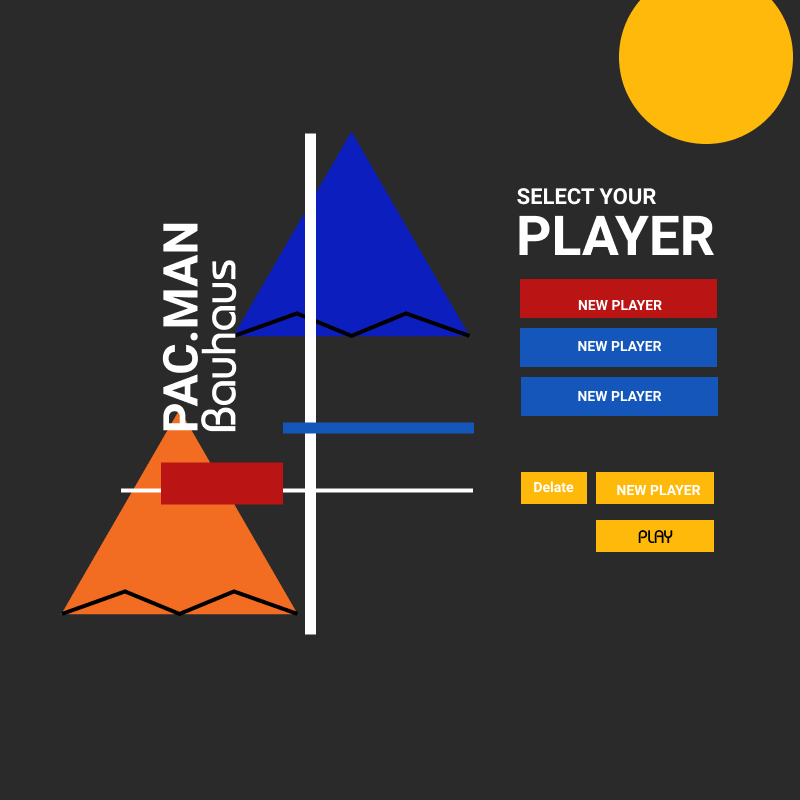 PAC.MAN
Bauhaus
SELECT YOUR
PLAYER
NEW PLAYER
NEW PLAYER
NEW PLAYER
Delate
NEW PLAYER
PLAY